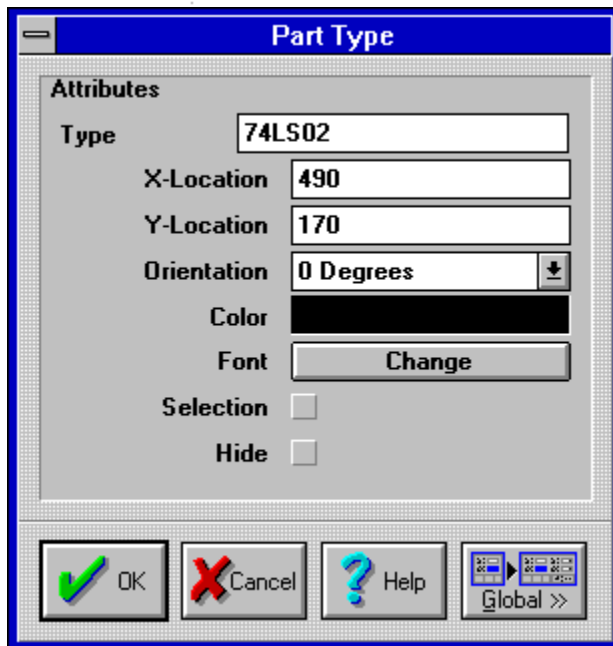 Part Type
Attributes
Type 74LS02
X-Location 490
Y-Location 170
Orientation 0 Degrees
Color
Font Change
Selection
Hide
OK Cancel Help Global >>